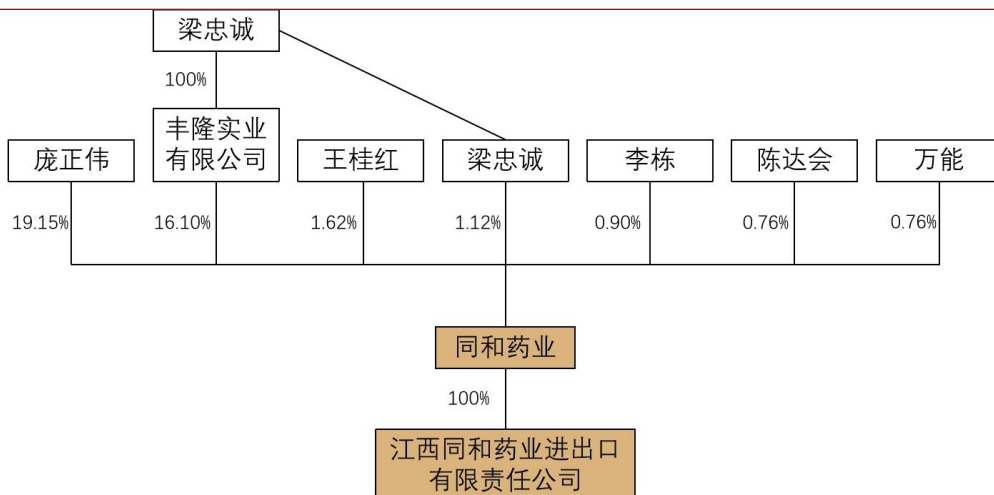 梁忠诚
100%
丰隆实业
有限公司
庞正伟
王桂红
梁忠诚
李栋
陈达会
万能
19.15%
16.10%
1.62%
1.12%
0.90%
0.76%
0.76%
同和药业
100%
江西同和药业进出口
有限责任公司